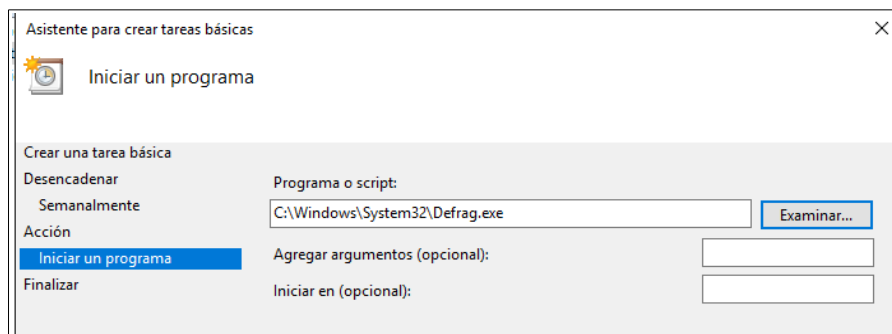 Asistente para crear tareas básicas
Iniciar un programa
Crear una tarea básica
Desencadenar
Semanalmente
Acción
Iniciar un programa
Finalizar
Programa o script:
C:\Windows\System32\Defrag.exe
Examinar...
Agregar argumentos (opcional):
Iniciar en (opcional):